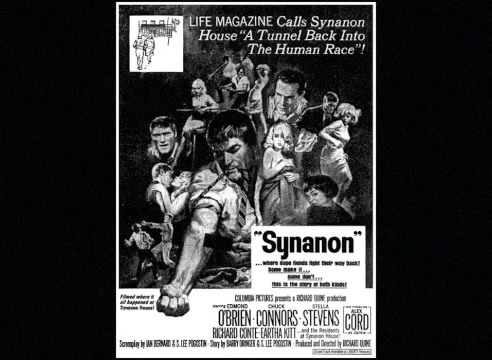 LIFE MAGAZINE Calls Synanon
House "A Tunnel Back Into
The Human Race"!
"Synanon"
...where dope fiends fight their way back!
Some make it...
some don't...
this is the story of both kinds!
Filmed where it
all happened at
Synanon House!
COLUMBIA PICTURES presents a RICHARD QUINE production
starring EDMOND O'BRIEN CHUCK CONNORS STELLA STEVENS
ALEX CORD
RICHARD CONTE EARTHA KITT ...and the Residents at Synanon House!
Screenplay by IAN BERNARD & S. LEE POGOSTIN · Story by BARRY ORINGER & S. LEE POGOSTIN · Produced and Directed by RICHARD QUINE